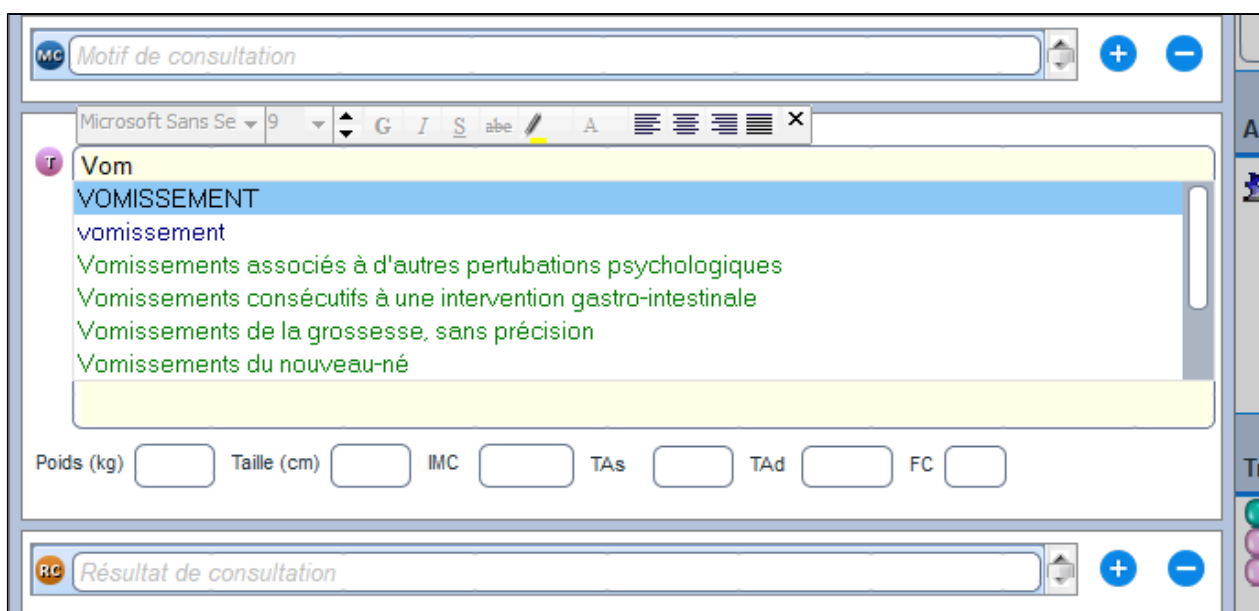 MC Motif de consultation
Microsoft Sans Se 9 G I S abe A
T Vom
VOMISSEMENT
vomissement
Vomissements associés à d'autres pertubations psychologiques
Vomissements consécutifs à une intervention gastro-intestinale
Vomissements de la grossesse, sans précision
Vomissements du nouveau-né
Poids (kg) Taille (cm) IMC TAs TAd FC
RC Résultat de consultation
A
Tr